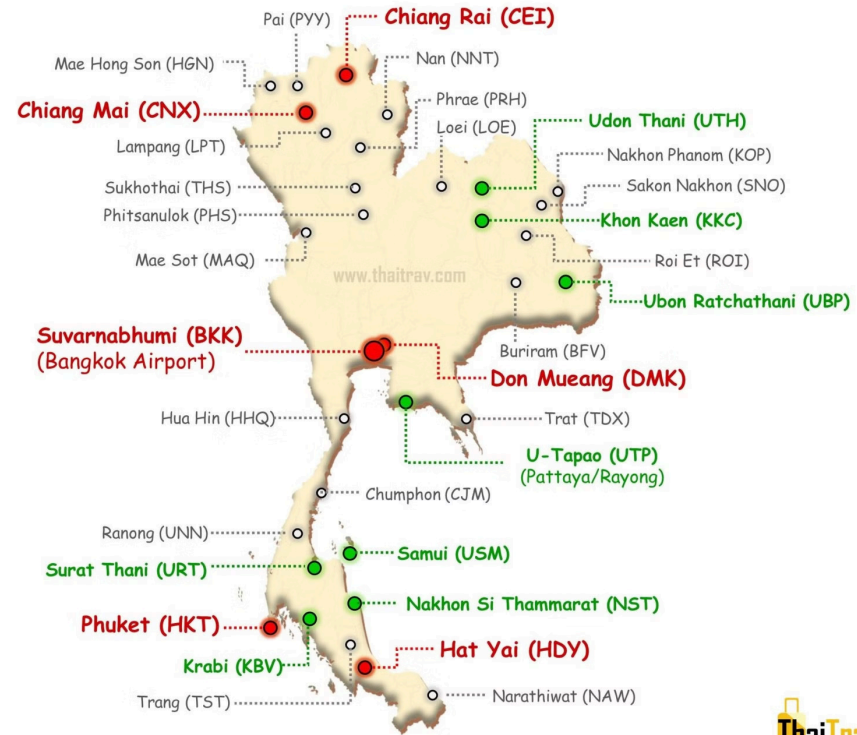 Pai (PYY)
Chiang Rai (CEI)
Mae Hong Son (HGN)
Nan (NNT)
Chiang Mai (CNX)
Phrae (PRH)
Loei (LOE)
Udon Thani (UTH)
Lampang (LPT)
Nakhon Phanom (KOP)
Sukhothai (THS)
Sakon Nakhon (SNO)
Phitsanulok (PHS)
Khon Kaen (KKC)
Mae Sot (MAQ)
Roi Et (ROI)
www.thaitrav.com
Ubon Ratchathani (UBP)
Suvarnabhumi (BKK)
(Bangkok Airport)
Buriram (BFV)
Don Mueang (DMK)
Hua Hin (HHQ)
Trat (TDX)
U-Tapao (UTP)
(Pattaya/Rayong)
Chumphon (CJM)
Ranong (UNN)
Samui (USM)
Surat Thani (URT)
Nakhon Si Thammarat (NST)
Phuket (HKT)
Hat Yai (HDY)
Krabi (KBV)
Trang (TST)
Narathiwat (NAW)